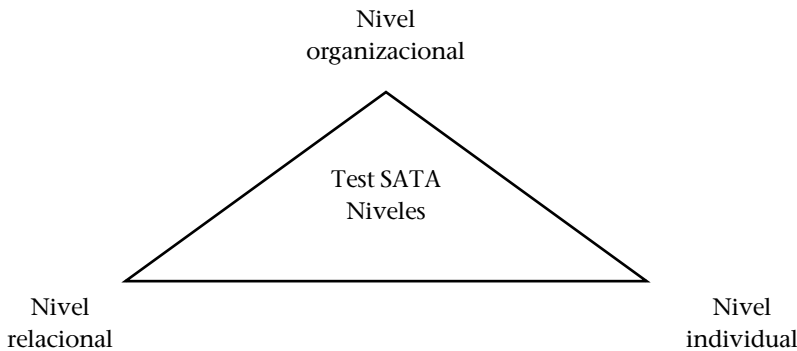 Nivel
organizacional
Test SATA
Niveles
Nivel
relacional
Nivel
individual